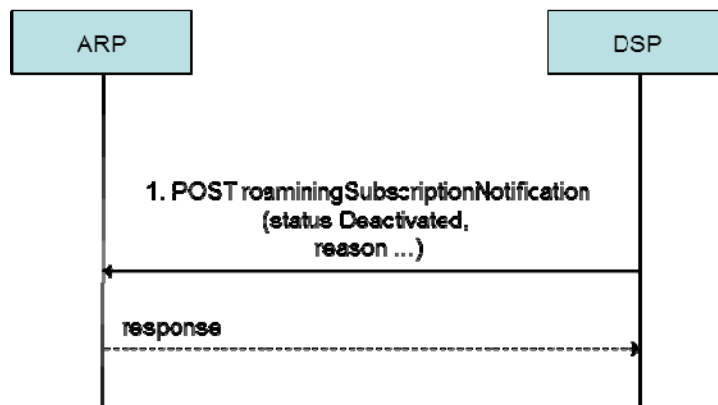 ARP
DSP
1. POST roaminingSubscriptionNotification
(status Deactivated,
reason ...)
response